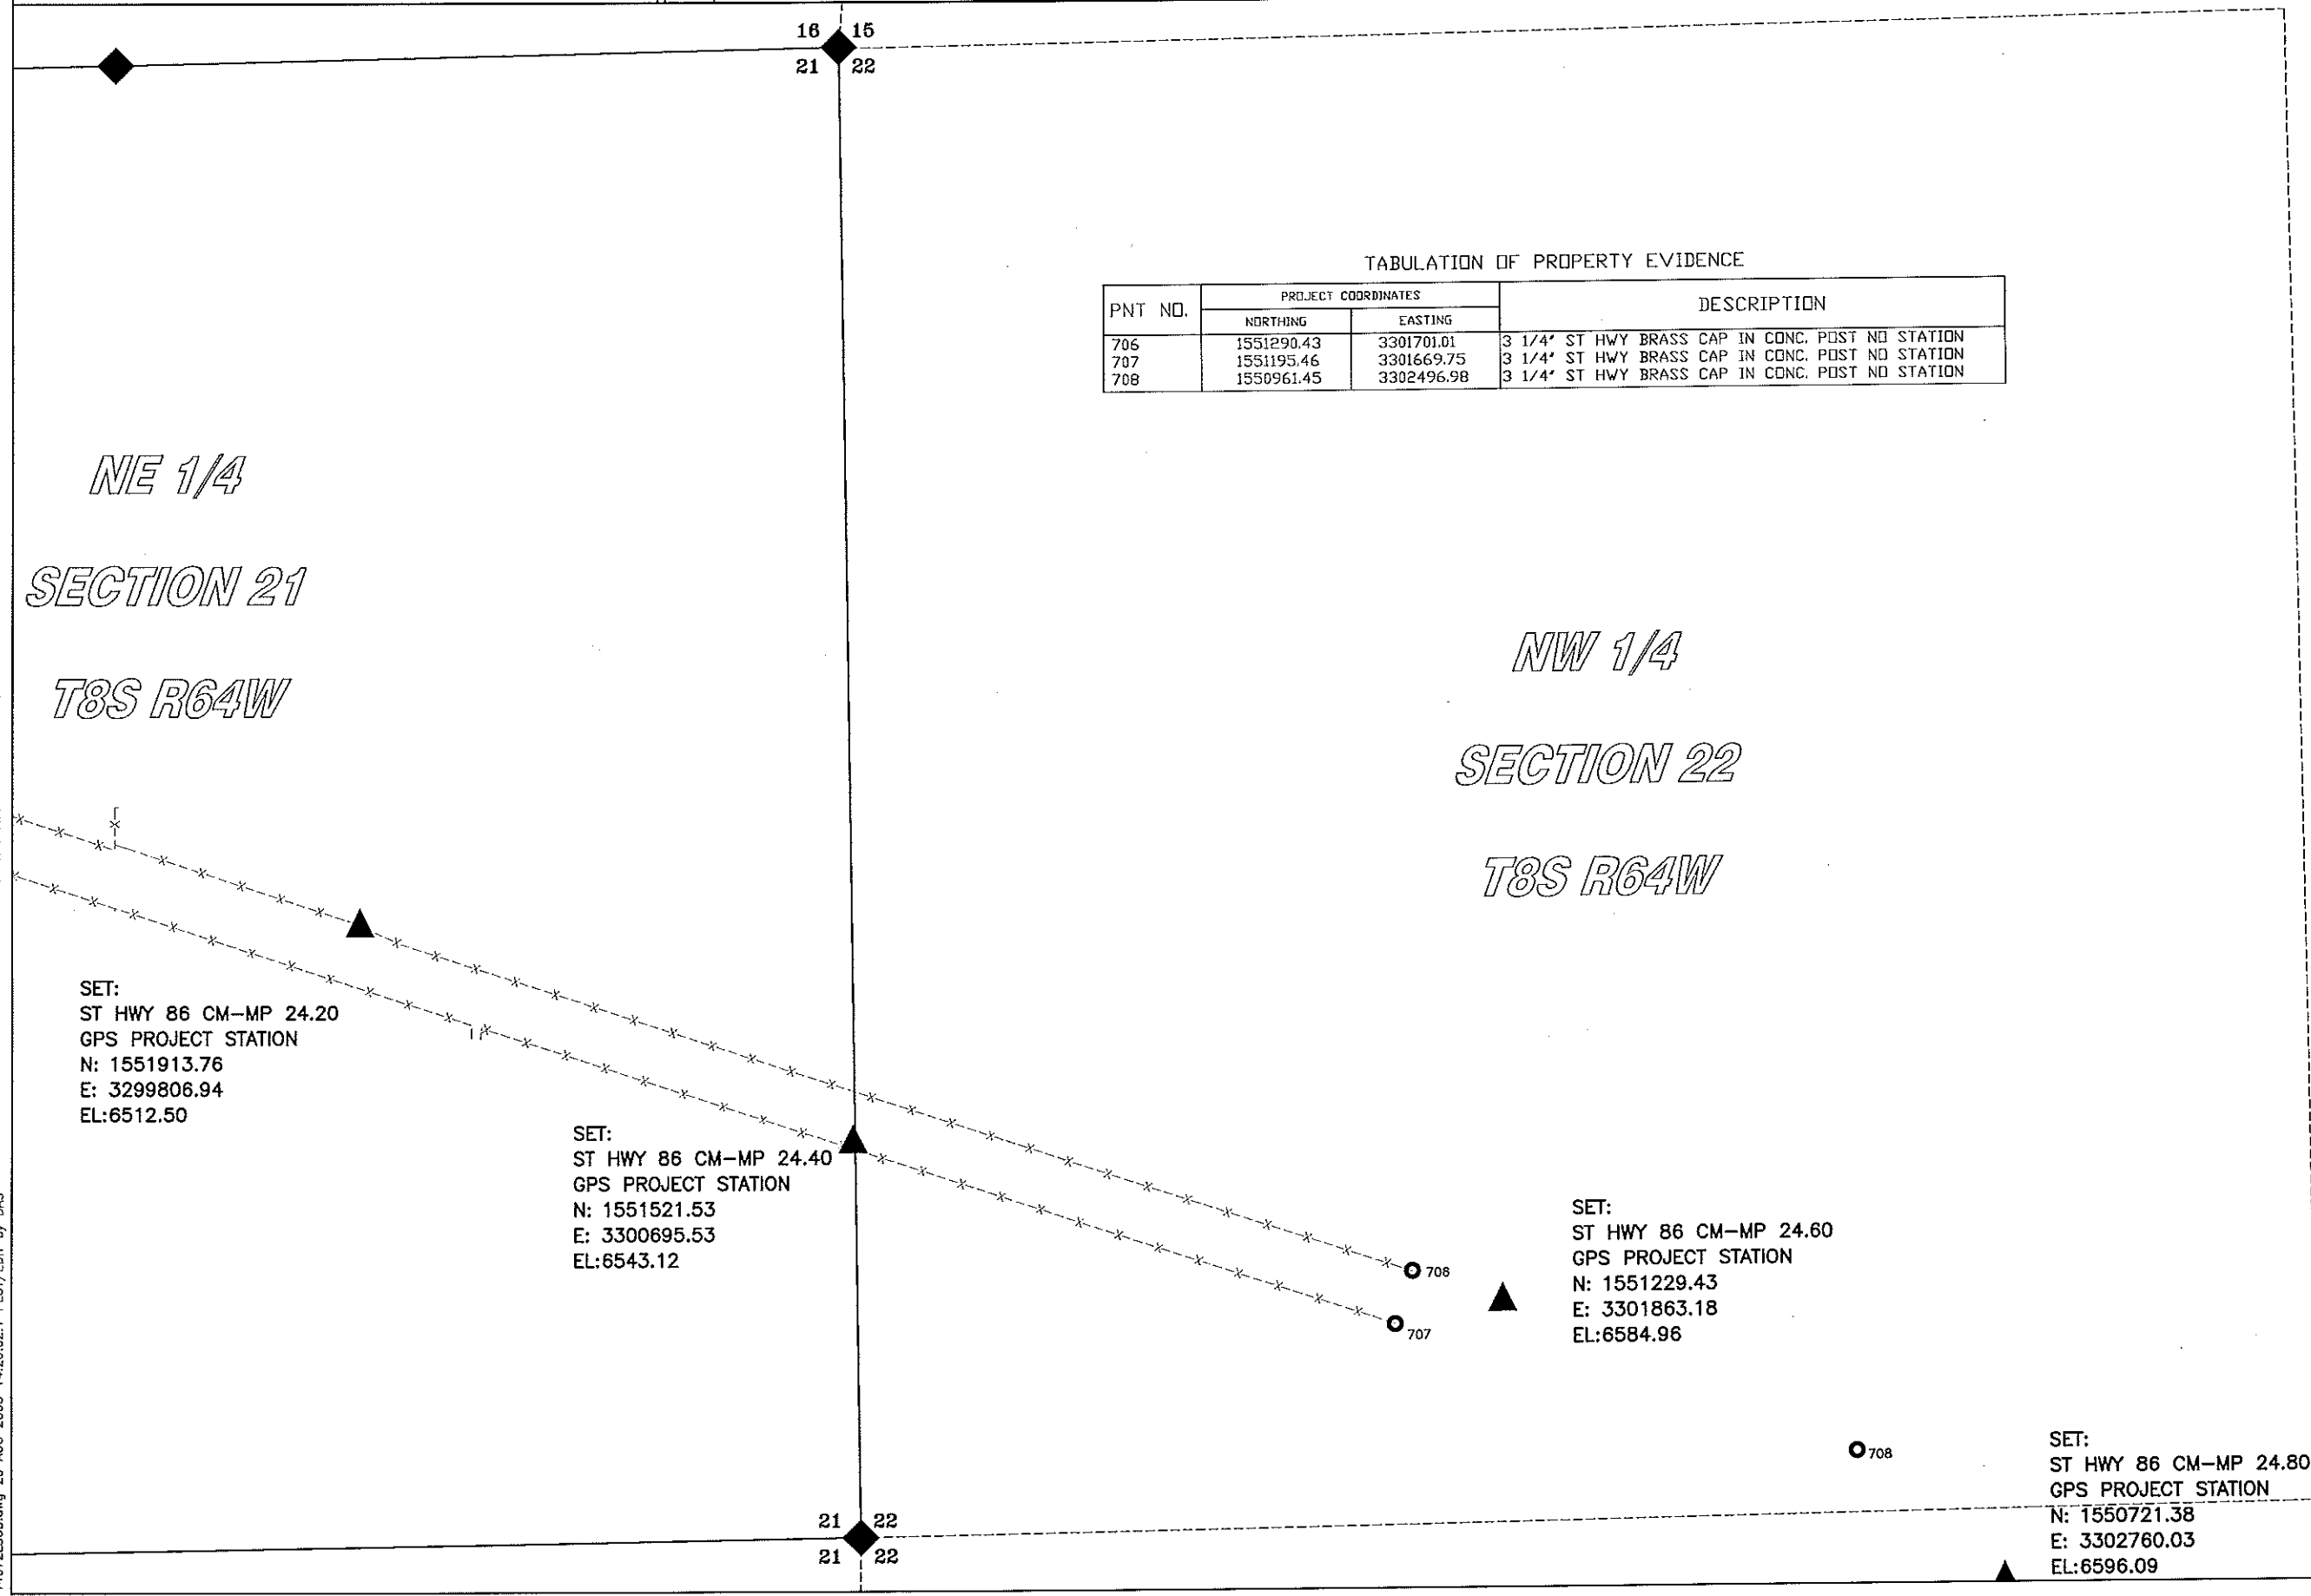 16 15
21 22
TABULATION OF PROPERTY EVIDENCE
PNT NO. PROJECT COORDINATES DESCRIPTION
NORTHING EASTING
706 1551290.43 3301701.01 3 1/4" ST HWY BRASS CAP IN CONC. POST NO STATION
707 1551195.46 3301669.75 3 1/4" ST HWY BRASS CAP IN CONC. POST NO STATION
708 1550961.45 3302496.98 3 1/4" ST HWY BRASS CAP IN CONC. POST NO STATION
NE 1/4
SECTION 21
T8S R64W
NW 1/4
SECTION 22
T8S R64W
SET:
ST HWY 86 CM-MP 24.20
GPS PROJECT STATION
N: 1551913.76
E: 3299806.94
EL:6512.50
SET:
ST HWY 86 CM-MP 24.40
GPS PROJECT STATION
N: 1551521.53
E: 3300695.53
EL:6543.12
SET:
ST HWY 86 CM-MP 24.60
GPS PROJECT STATION
N: 1551229.43
E: 3301863.18
EL:6584.96
706
707
708
SET:
ST HWY 86 CM-MP 24.80
GPS PROJECT STATION
N: 1550721.38
E: 3302760.03
EL:6596.09
21 22
21 22